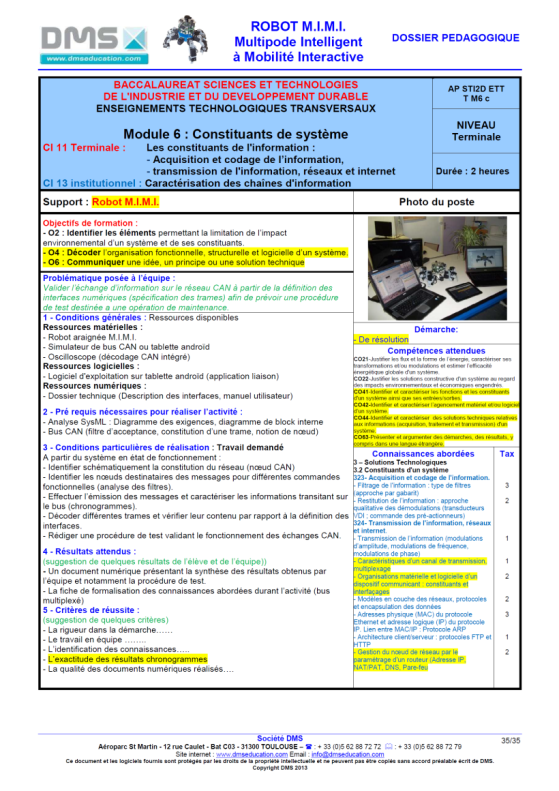 DMS
www.dmseducation.com
ROBOT M.I.M.I.
Multipode Intelligent
à Mobilité Interactive
DOSSIER PEDAGOGIQUE
BACCALAUREAT SCIENCES ET TECHNOLOGIES
DE L'INDUSTRIE ET DU DEVELOPPEMENT DURABLE
ENSEIGNEMENTS TECHNOLOGIQUES TRANSVERSAUX
Module 6 : Constituants de système
CI 11 Terminale : Les constituants de l'information :
- Acquisition et codage de l'information,
- transmission de l'information, réseaux et internet
CI 13 institutionnel : Caractérisation des chaînes d'information
AP STI2D ETT
T M6 c
NIVEAU
Terminale
Durée : 2 heures
Support : Robot M.I.M.I.
Photo du poste
Objectifs de formation :
- O2 : Identifier les éléments permettant la limitation de l'impact
environnemental d'un système et de ses constituants.
- O4 : Décoder l'organisation fonctionnelle, structurelle et logicielle d'un système.
- O6 : Communiquer une idée, un principe ou une solution technique
Problématique posée à l'équipe :
Valider l'échange d'information sur le réseau CAN à partir de la définition des
interfaces numériques (spécification des trames) afin de prévoir une procédure
de test destinée a une opération de maintenance.
1 - Conditions générales : Ressources disponibles
Ressources matérielles :
- Robot araignée M.I.M.I.
- Simulateur de bus CAN ou tablette androïd
- Oscilloscope (décodage CAN intégré)
Ressources logicielles :
- Logiciel d'exploitation sur tablette androïd (application liaison)
Ressources numériques :
- Dossier technique (Description des interfaces, manuel utilisateur)
2 - Pré requis nécessaires pour réaliser l'activité :
- Analyse SysML : Diagramme des exigences, diagramme de block interne
- Bus CAN (filtre d'acceptance, constitution d'une trame, notion de nœud)
3 - Conditions particulières de réalisation : Travail demandé
A partir du système en état de fonctionnement :
- Identifier schématiquement la constitution du réseau (nœud CAN)
- Identifier les nœuds destinataires des messages pour différentes commandes
fonctionnelles (analyse des filtres).
- Effectuer l'émission des messages et caractériser les informations transitant sur
le bus (chronogrammes).
- Décoder différentes trames et vérifier leur contenu par rapport à la définition des
interfaces.
- Rédiger une procédure de test validant le fonctionnement des échanges CAN.
4 - Résultats attendus :
(suggestion de quelques résultats de l'élève et de l'équipe))
- Un document numérique présentant la synthèse des résultats obtenus par
l'équipe et notamment la procédure de test.
- La fiche de formalisation des connaissances abordées durant l'activité (bus
multiplexé)
5 - Critères de réussite :
(suggestion de quelques critères)
- La rigueur dans la démarche……
- Le travail en équipe ……..
- L'identification des connaissances…..
- L'exactitude des résultats chronogrammes
- La qualité des documents numériques réalisés….
Démarche:
- De résolution
Compétences attendues
CO21-Justifier les flux et la forme de l'énergie, caractériser ses
transformations et/ou modulations et estimer l'efficacité
énergétique globale d'un système
CO22-Justifier les solutions constructive d'un système au regard
des impacts environnementaux et économiques engendrés
CO41-Identifier et caractériser les fonctions et les constituants
d'un système ainsi que ses entrées/sorties.
CO42-Identifier et caractériser l'agencement matériel et/ou logiciel
d'un système.
CO44-Identifier et caractériser des solutions techniques relatives
aux informations (acquisition, traitement et transmission) d'un
système.
CO63-Présenter et argumenter des démarches, des résultats, y
compris dans une langue étrangère.
Connaissances abordées Tax
3 – Solutions Technologiques
3.2 Constituants d'un système
323- Acquisition et codage de l'information.
- Filtrage de l'information : type de filtres 3
(approche par gabarit)
- Restitution de l'information : approche 2
qualitative des démodulations (transducteurs
VDI ; commande des pré-actionneurs)
324- Transmission de l'information, réseaux
et internet.
- Transmission de l'information (modulations 1
d'amplitude, modulations de fréquence,
modulations de phase)
- Caractéristiques d'un canal de transmission, 1
multiplexage
- Organisations matérielle et logicielle d'un 2
dispositif communicant : constituants et
interfaçages
- Modèles en couche des réseaux, protocoles 2
et encapsulation des données
- Adresses physique (MAC) du protocole 3
Ethernet et adresse logique (IP) du protocole
IP. Lien entre MAC/IP : Protocole ARP
- Architecture client/serveur : protocoles FTP et 1
HTTP
- Gestion du nœud de réseau par le 2
paramétrage d'un routeur (Adresse IP,
NAT/PAT, DNS, Pare-feu
Société DMS
35/35
Aéroparc St Martin - 12 rue Caulet - Bat C03 - 31300 TOULOUSE – ☎ : + 33 (0)5 62 88 72 72 📖 : + 33 (0)5 62 88 72 79
Site internet : www.dmseducation.com Email : info@dmseducation.com
Ce document et les logiciels fournis sont protégés par les droits de la propriété intellectuelle et ne peuvent pas être copiés sans accord préalable écrit de DMS.
Copyright DMS 2013